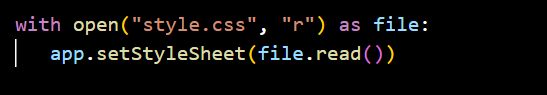 with open("style.css", "r") as file:
    app.setStyleSheet(file.read())